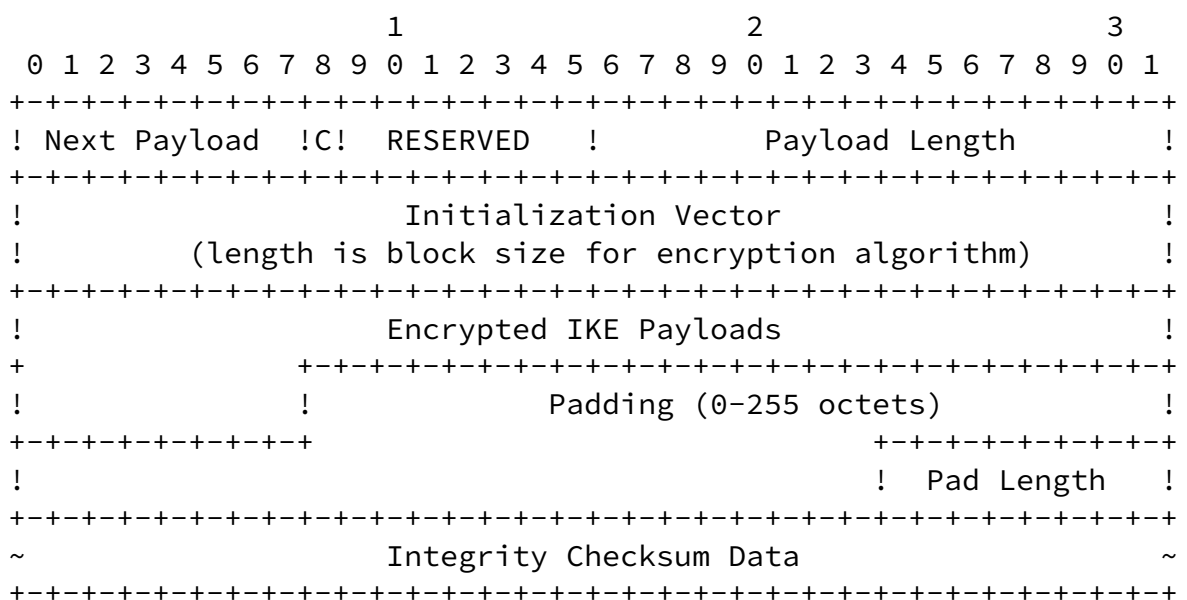 1                   2                   3
 0 1 2 3 4 5 6 7 8 9 0 1 2 3 4 5 6 7 8 9 0 1 2 3 4 5 6 7 8 9 0 1
+-+-+-+-+-+-+-+-+-+-+-+-+-+-+-+-+-+-+-+-+-+-+-+-+-+-+-+-+-+-+-+-+
! Next Payload  !C!  RESERVED   !         Payload Length        !
+-+-+-+-+-+-+-+-+-+-+-+-+-+-+-+-+-+-+-+-+-+-+-+-+-+-+-+-+-+-+-+-+
!                     Initialization Vector                     !
!         (length is block size for encryption algorithm)       !
+-+-+-+-+-+-+-+-+-+-+-+-+-+-+-+-+-+-+-+-+-+-+-+-+-+-+-+-+-+-+-+-+
!                    Encrypted IKE Payloads                     !
+               +-+-+-+-+-+-+-+-+-+-+-+-+-+-+-+-+-+-+-+-+-+-+-+-+
!               !             Padding (0-255 octets)            !
+-+-+-+-+-+-+-+-+                               +-+-+-+-+-+-+-+-+
!                                               !  Pad Length   !
+-+-+-+-+-+-+-+-+-+-+-+-+-+-+-+-+-+-+-+-+-+-+-+-+-+-+-+-+-+-+-+-+
~                    Integrity Checksum Data                    ~
+-+-+-+-+-+-+-+-+-+-+-+-+-+-+-+-+-+-+-+-+-+-+-+-+-+-+-+-+-+-+-+-+